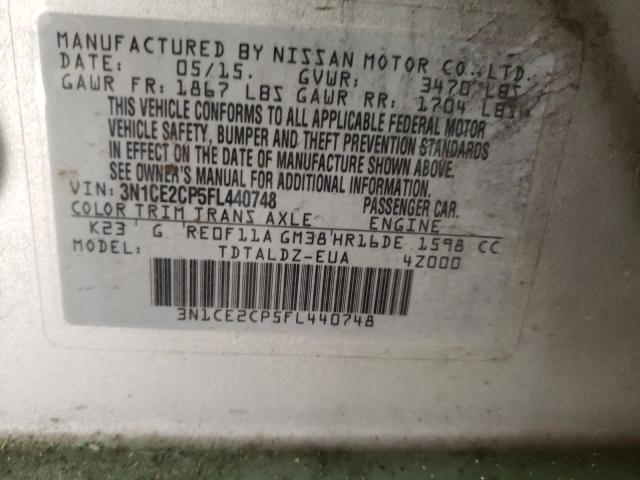 MANUFACTURED BY NISSAN MOTOR CO., LTD.
DATE: 05/15. GVWR: 3470 LBS
GAWR FR: 1867 LBS GAWR RR: 1704 LBS
THIS VEHICLE CONFORMS TO ALL APPLICABLE FEDERAL MOTOR
VEHICLE SAFETY, BUMPER AND THEFT PREVENTION STANDARDS
IN EFFECT ON THE DATE OF MANUFACTURE SHOWN ABOVE.
SEE OWNER'S MANUAL FOR ADDITIONAL INFORMATION.
VIN: 3N1CE2CP5FL440748 PASSENGER CAR.
COLOR TRIM TRANS AXLE ENGINE
K23 G RE0F11A GM38 HR16DE 1598 CC
MODEL: TDTALDZ-EUA 4Z000
3N1CE2CP5FL440748